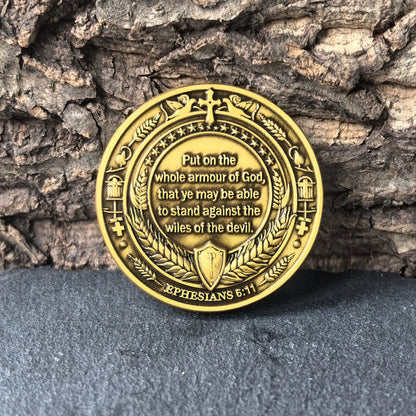 Put on the
whole armour of God,
that ye may be able
to stand against the
wiles of the devil.
EPHESIANS 6:11